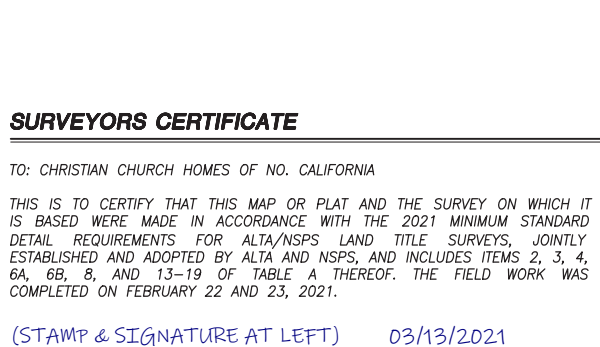 SURVEYORS CERTIFICATE
TO: CHRISTIAN CHURCH HOMES OF NO. CALIFORNIA
THIS IS TO CERTIFY THAT THIS MAP OR PLAT AND THE SURVEY ON WHICH IT
IS BASED WERE MADE IN ACCORDANCE WITH THE 2021 MINIMUM STANDARD
DETAIL REQUIREMENTS FOR ALTA/NSPS LAND TITLE SURVEYS, JOINTLY
ESTABLISHED AND ADOPTED BY ALTA AND NSPS, AND INCLUDES ITEMS 2, 3, 4,
6A, 6B, 8, AND 13-19 OF TABLE A THEREOF. THE FIELD WORK WAS
COMPLETED ON FEBRUARY 22 AND 23, 2021.
(STAMP & SIGNATURE AT LEFT) 03/13/2021